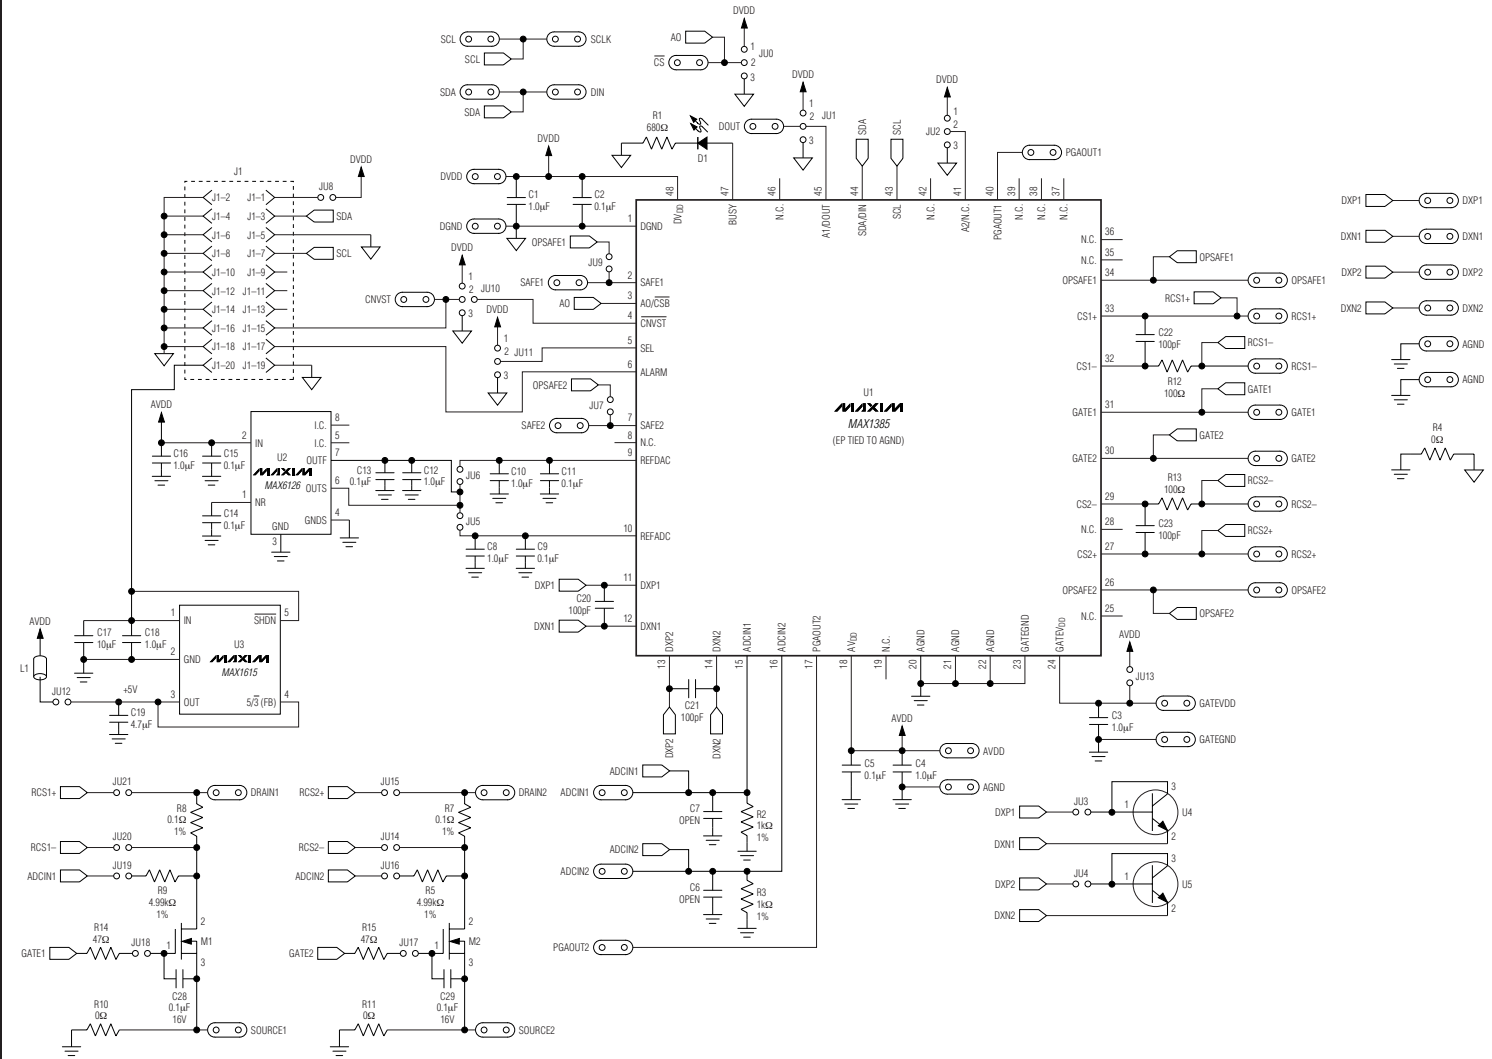 DVDD
SCL
SCLK
SCL
AO
CS
1
2
3
JU0
SDA
DIN
SDA
DVDD
1
2
3
JU1
DOUT
DVDD
JU2
1
2
3
R1
680Ω
D1
SDA
SCL
PGAOUT1
DVDD
DVDD
C1
1.0µF
C2
0.1µF
DGND
48
47
46
45
44
43
42
41
40
39
38
37
DVDD
BUSY
N.C.
A1/DOUT
SDA/DIN
SCL
N.C.
A2/N.C.
PGAOUT1
N.C.
N.C.
N.C.
J1
J1–2
J1–1
J1–4
J1–3
J1–6
J1–5
J1–8
J1–7
J1–10
J1–9
J1–12
J1–11
J1–14
J1–13
J1–16
J1–15
J1–18
J1–17
J1–20
J1–19
JU8
DVDD
SDA
SCL
DVDD
CNVST
1
2
3
JU10
DVDD
1
2
3
JU11
OPSAFE1
JU9
SAFE1
AO
OPSAFE2
JU7
SAFE2
1
DGND
2
SAFE1
3
AO/CSB
4
CNVST
5
SEL
6
ALARM
7
SAFE2
8
N.C.
9
REFDAC
10
REFADC
11
DXP1
12
DXN1
U1
MAXIM
MAX1385
(EP TIED TO AGND)
N.C.
36
N.C.
35
OPSAFE1
34
CS1+
33
CS1–
32
GATE1
31
GATE2
30
CS2–
29
N.C.
28
CS2+
27
OPSAFE2
26
N.C.
25
OPSAFE1
OPSAFE1
RCS1+
RCS1+
C22
100pF
RCS1–
RCS1–
R12
100Ω
GATE1
GATE1
GATE2
GATE2
R13
100Ω
RCS2–
RCS2–
C23
100pF
RCS2+
RCS2+
OPSAFE2
OPSAFE2
DXP1
DXP1
DXN1
DXN1
DXP2
DXP2
DXN2
DXN2
AGND
AGND
R4
0Ω
AVDD
C16
1.0µF
C15
0.1µF
2
IN
U2
MAXIM
MAX6126
I.C.
8
I.C.
5
OUTF
7
OUTS
6
1
NR
GNDS
4
GND
3
C14
0.1µF
C13
0.1µF
C12
1.0µF
JU6
C10
1.0µF
C11
0.1µF
JU5
C8
1.0µF
C9
0.1µF
DXP1
C20
100pF
DXN1
AVDD
L1
JU12
+5V
C17
10µF
C18
1.0µF
C19
4.7µF
1
IN
SHDN
5
U3
MAXIM
MAX1615
2
GND
3
OUT
5/3 (FB)
4
DXP2
DXN2
ADCIN1
ADCIN2
PGAOUT2
AVDD
N.C.
AGND
AGND
AGND
GATEGND
GATEVDD
13
14
15
16
17
18
19
20
21
22
23
24
C21
100pF
DXP2
DXN2
AVDD
JU13
GATEVDD
C3
1.0µF
GATEGND
AVDD
AVDD
C5
0.1µF
C4
1.0µF
AGND
ADCIN1
ADCIN1
C7
OPEN
R2
1kΩ
1%
ADCIN2
ADCIN2
C6
OPEN
R3
1kΩ
1%
PGAOUT2
RCS1+
JU21
DRAIN1
R8
0.1Ω
1%
RCS1–
JU20
ADCIN1
JU19
R9
4.99kΩ
1%
R14
47Ω
GATE1
JU18
1
2
3
M1
C28
0.1µF
16V
R10
0Ω
SOURCE1
RCS2+
JU15
DRAIN2
R7
0.1Ω
1%
RCS2–
JU14
ADCIN2
JU16
R5
4.99kΩ
1%
R15
47Ω
GATE2
JU17
1
2
3
M2
C29
0.1µF
16V
R11
0Ω
SOURCE2
DXP1
JU3
1
3
2
U4
DXN1
DXP2
JU4
1
3
2
U5
DXN2